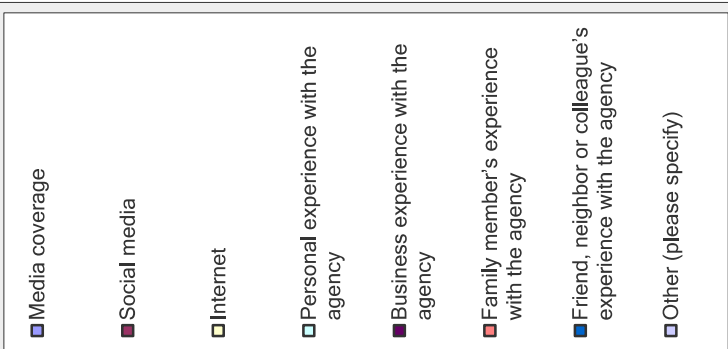 Media coverage
Social media
Internet
Personal experience with the
agency
Business experience with the
agency
Family member's experience
with the agency
Friend, neighbor or colleague's
experience with the agency
Other (please specify)